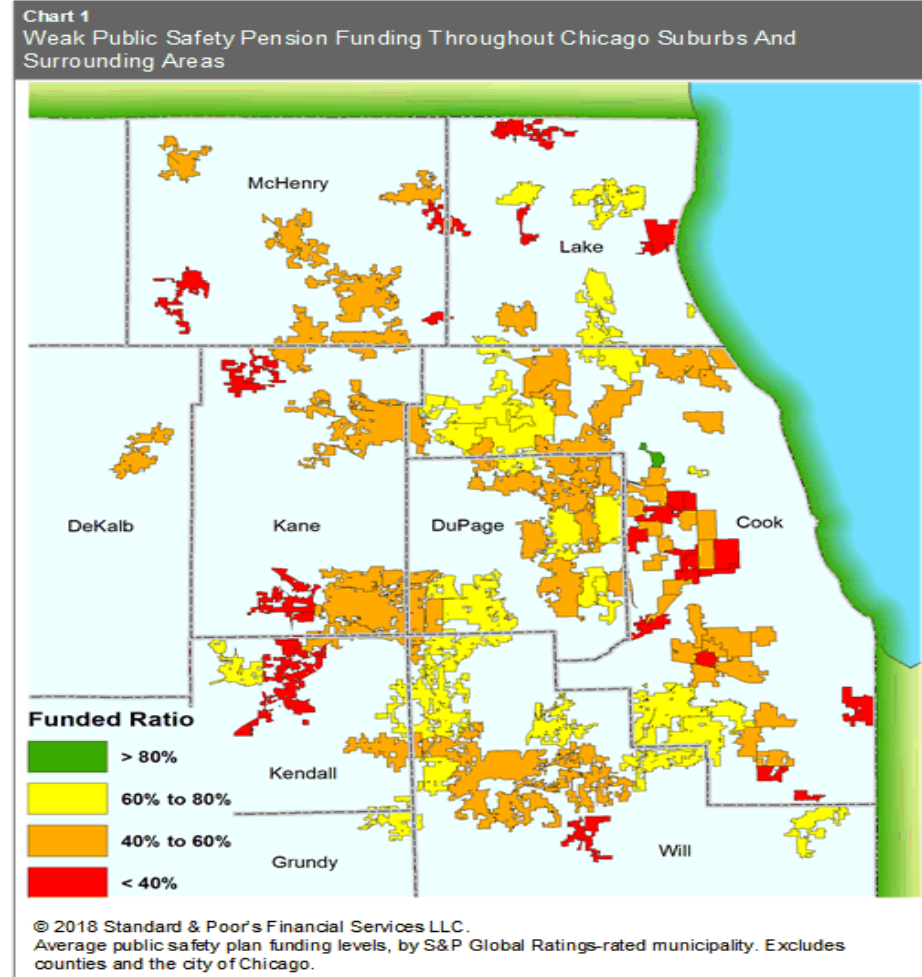 Chart 1
Weak Public Safety Pension Funding Throughout Chicago Suburbs And
Surrounding Areas
McHenry
Lake
DeKalb
Kane
DuPage
Cook
Funded Ratio
> 80%
60% to 80%
Kendall
40% to 60%
Grundy
Will
< 40%
© 2018 Standard & Poor's Financial Services LLC.
Average public safety plan funding levels, by S&P Global Ratings-rated municipality. Excludes
counties and the city of Chicago.